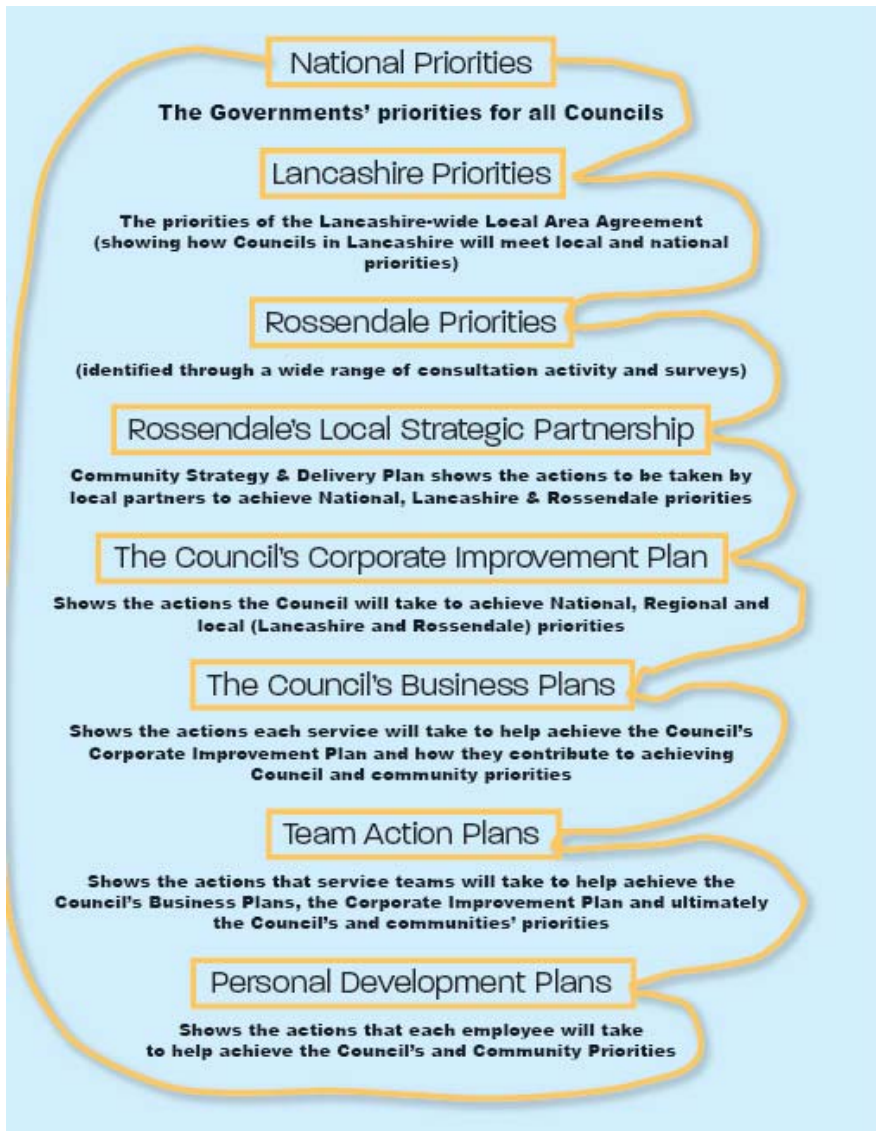 National Priorities
The Governments' priorities for all Councils
Lancashire Priorities
The priorities of the Lancashire-wide Local Area Agreement
(showing how Councils in Lancashire will meet local and national
priorities)
Rossendale Priorities
(identified through a wide range of consultation activity and surveys)
Rossendale's Local Strategic Partnership
Community Strategy & Delivery Plan shows the actions to be taken by
local partners to achieve National, Lancashire & Rossendale priorities
The Council's Corporate Improvement Plan
Shows the actions the Council will take to achieve National, Regional and
local (Lancashire and Rossendale) priorities
The Council's Business Plans
Shows the actions each service will take to help achieve the Council's
Corporate Improvement Plan and how they contribute to achieving
Council and community priorities
Team Action Plans
Shows the actions that service teams will take to help achieve the
Council's Business Plans, the Corporate Improvement Plan and ultimately
the Council's and communities' priorities
Personal Development Plans
Shows the actions that each employee will take
to help achieve the Council's and Community Priorities